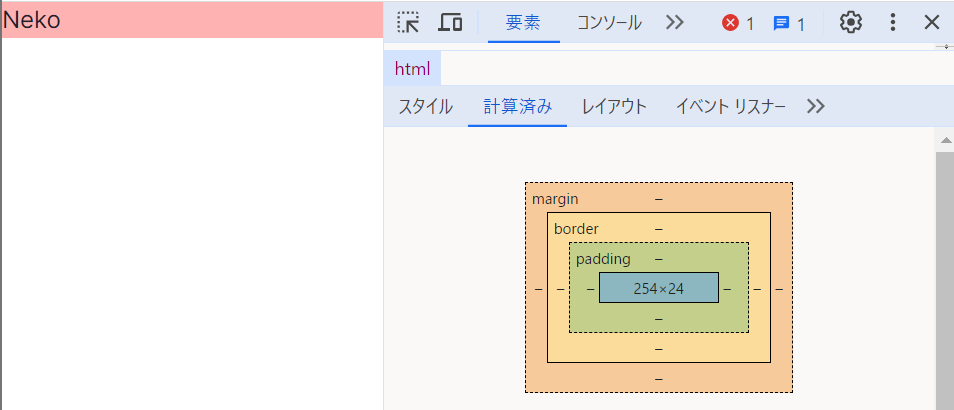 Neko
要素 コンソール 1 1
html
スタイル 計算済み レイアウト イベント リスナー
margin –
border –
padding –
– – – 254×24 – – –
–
–
–